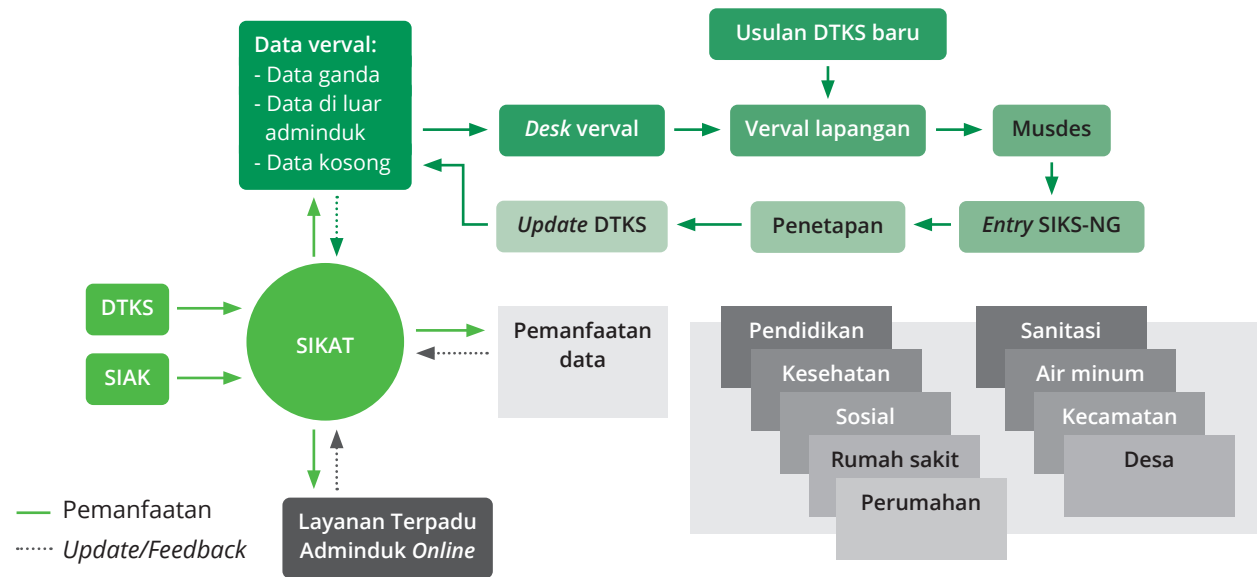 Data verval:
- Data ganda
- Data di luar
adminduk
- Data kosong
Usulan DTKS baru
Desk verval
Verval lapangan
Musdes
Update DTKS
Penetapan
Entry SIKS-NG
DTKS
SIAK
SIKAT
Pemanfaatan
data
Pendidikan
Kesehatan
Sosial
Rumah sakit
Perumahan
Sanitasi
Air minum
Kecamatan
Desa
Layanan Terpadu
Adminduk Online
Pemanfaatan
Update/Feedback